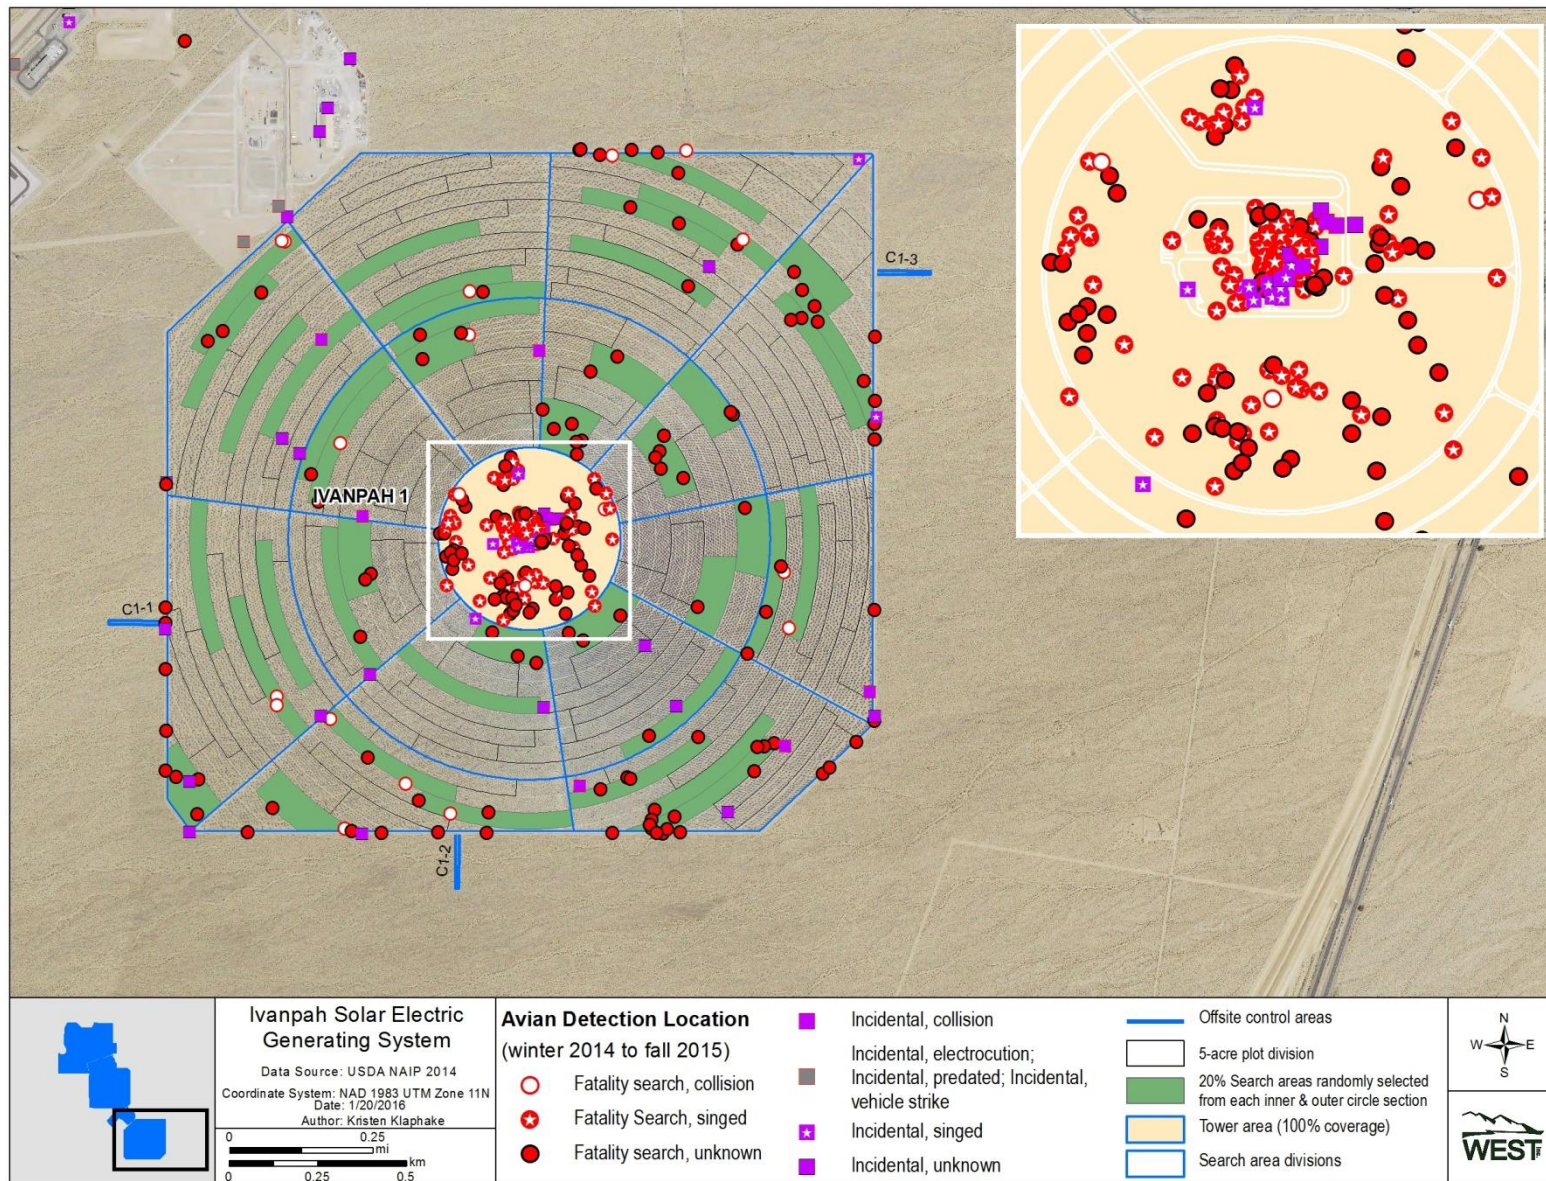 C1-3
IVANPAH 1
C1-1
C1-2
Ivanpah Solar Electric
Generating System
Data Source: USDA NAIP 2014
Coordinate System: NAD 1983 UTM Zone 11N
Date: 1/20/2016
Author: Kristen Klaphake
0 0.25
mi
km
0 0.25 0.5
Avian Detection Location
(winter 2014 to fall 2015)
Fatality search, collision
Fatality Search, singed
Fatality search, unknown
Incidental, collision
Incidental, electrocution;
Incidental, predated; Incidental,
vehicle strike
Incidental, singed
Incidental, unknown
Offsite control areas
5-acre plot division
20% Search areas randomly selected
from each inner & outer circle section
Tower area (100% coverage)
Search area divisions
N
W E
S
WEST